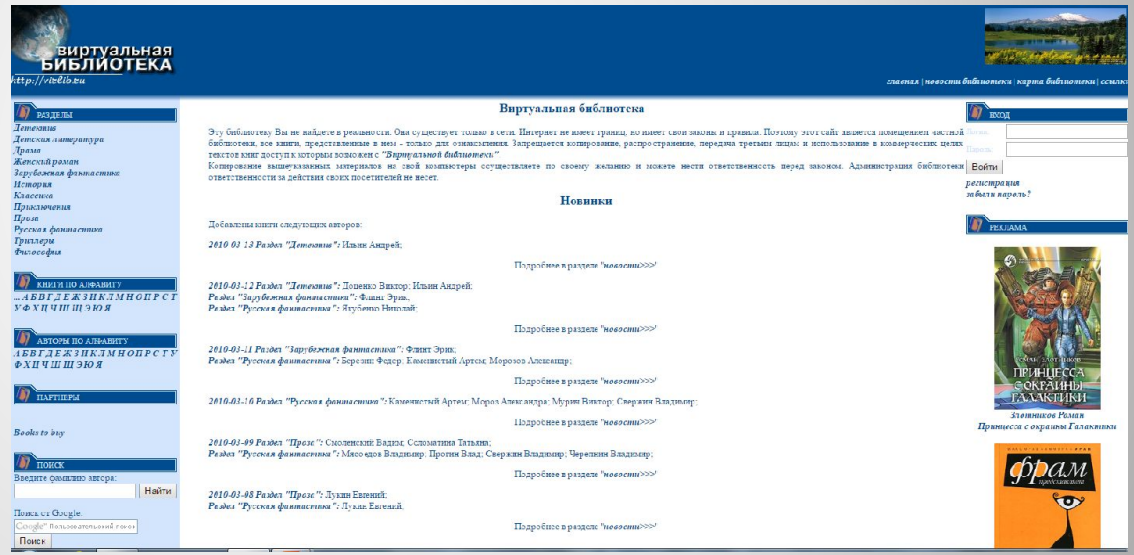 виртуальная
БИБЛИОТЕКА
главная | новости библиотеки | карта библиотеки | ссылки
РАЗДЕЛЫ
Детектив
Детская литература
Драма
Женский роман
Зарубежная фантастика
История
Классика
Приключения
Проза
Русская фантастика
Триллеры
Философия
КНИГИ ПО АЛФАВИТУ
... А Б В Г Д Е Ж З И К Л М Н О П Р С Т
У Ф Х Ц Ч Ш Щ Э Ю Я
АВТОРЫ ПО АЛФАВИТУ
А Б В Г Д Е Ж З И К Л М Н О П Р С Т У
Ф Х Ц Ч Ш Щ Э Ю Я
ПАРТНЕРЫ
Books to buy
ПОИСК
Введите фамилию автора:
Найти
Поиск от Google:
Google™ Пользовательский поиск
Поиск
Виртуальная библиотека
Эту библиотеку Вы не найдете в реальности. Она существует только в сети. Интернет не имеет границ, но имеет свои законы и правила. Поэтому этот сайт является помещением частной
библиотеки, все книги, представленные в нем - только для ознакомления. Запрещается копирование, распространение, передача третьим лицам и использование в коммерческих целях
текстов книг доступ к которым возможен с "Виртуальной библиотеки"
Копирование вышеуказанных материалов на свой компьютеры осуществляете по своему желанию и можете нести ответственность перед законом. Администрация библиотеки
ответственности за действия своих посетителей не несет.
Новинки
Добавлены книги следующих авторов:
2010-03-13 Раздел "Детектив": Ильин Андрей;
Подробнее в разделе "новости>>>"
2010-03-12 Раздел "Детектив": Доценко Виктор; Ильин Андрей;
Раздел "Зарубежная фантастика": Флинт Эрик;
Раздел "Русская фантастика": Якубенко Николай;
Подробнее в разделе "новости>>>"
2010-03-11 Раздел "Зарубежная фантастика": Флинт Эрик;
Раздел "Русская фантастика": Березин Федор; Каменистый Артем; Морозов Александр;
Подробнее в разделе "новости>>>"
2010-03-10 Раздел "Русская фантастика": Каменистый Артем; Мороз Александра; Мурич Виктор; Свержин Владимир;
Подробнее в разделе "новости>>>"
2010-03-09 Раздел "Проза": Смоленский Вадим; Соломатина Татьяна;
Раздел "Русская фантастика": Мясоедов Владимир; Прогин Влад; Свержин Владимир; Черепнин Владимир;
Подробнее в разделе "новости>>>"
2010-03-08 Раздел "Проза": Лукин Евгений;
Раздел "Русская фантастика": Лукин Евгений;
Подробнее в разделе "новости>>>"
ВХОД
Логин:
Пароль:
Войти
регистрация
забыли пароль?
РЕКЛАМА
РОМАН ЗЛОТНИКОВ
ПРИНЦЕССА
С ОКРАИНЫ
ГАЛАКТИКИ
Злотников Роман
Принцесса с окраины Галактики
фрам
представляет